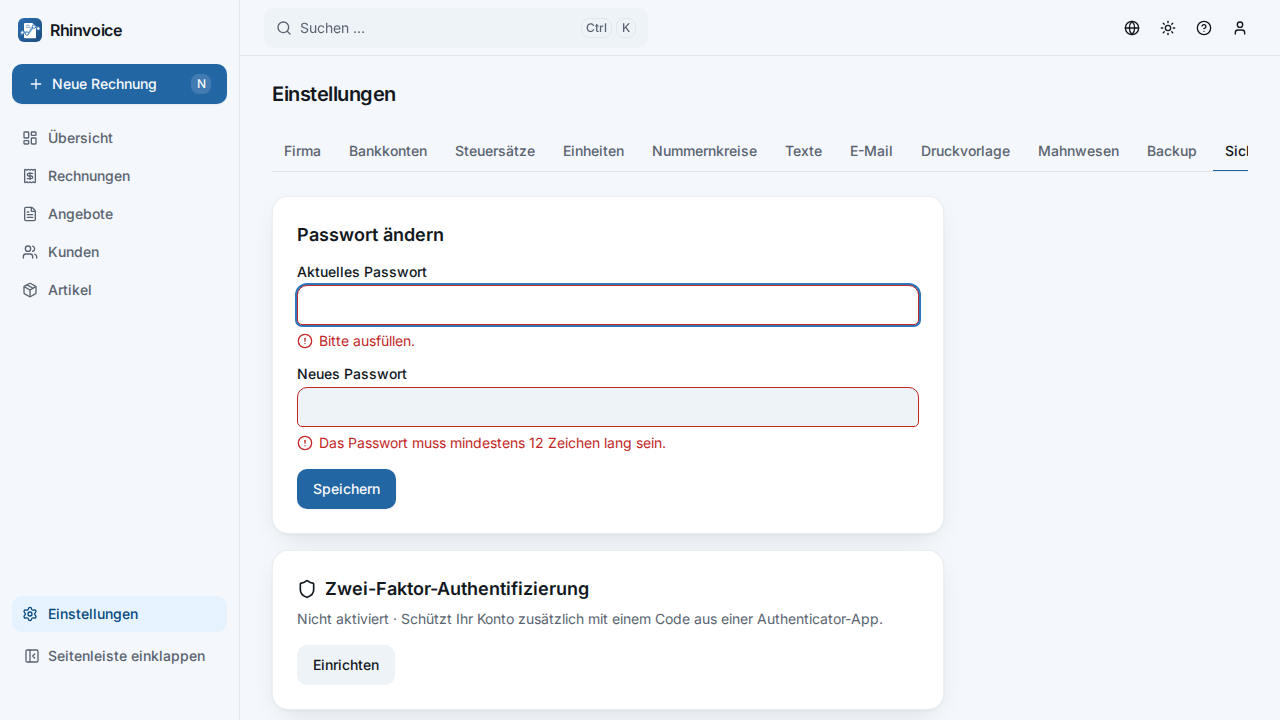 Rhinvoice
Suchen ...
Ctrl K
Neue Rechnung N
Übersicht
Rechnungen
Angebote
Kunden
Artikel
Einstellungen
Seitenleiste einklappen
Einstellungen
Firma Bankkonten Steuersätze Einheiten Nummernkreise Texte E-Mail Druckvorlage Mahnwesen Backup
Passwort ändern
Aktuelles Passwort
Bitte ausfüllen.
Neues Passwort
Das Passwort muss mindestens 12 Zeichen lang sein.
Speichern
Zwei-Faktor-Authentifizierung
Nicht aktiviert · Schützt Ihr Konto zusätzlich mit einem Code aus einer Authenticator-App.
Einrichten